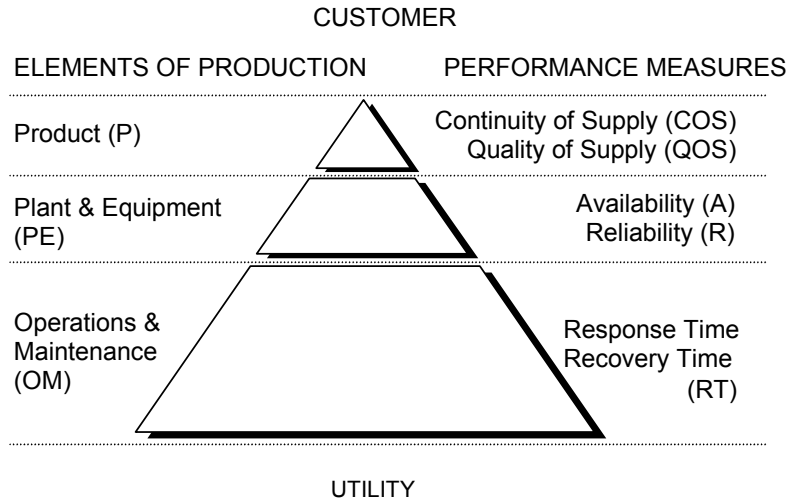 CUSTOMER
ELEMENTS OF PRODUCTION
PERFORMANCE MEASURES
Product (P)
Continuity of Supply (COS)
Quality of Supply (QOS)
Plant & Equipment
(PE)
Availability (A)
Reliability (R)
Operations &
Maintenance
(OM)
Response Time
Recovery Time
(RT)
UTILITY